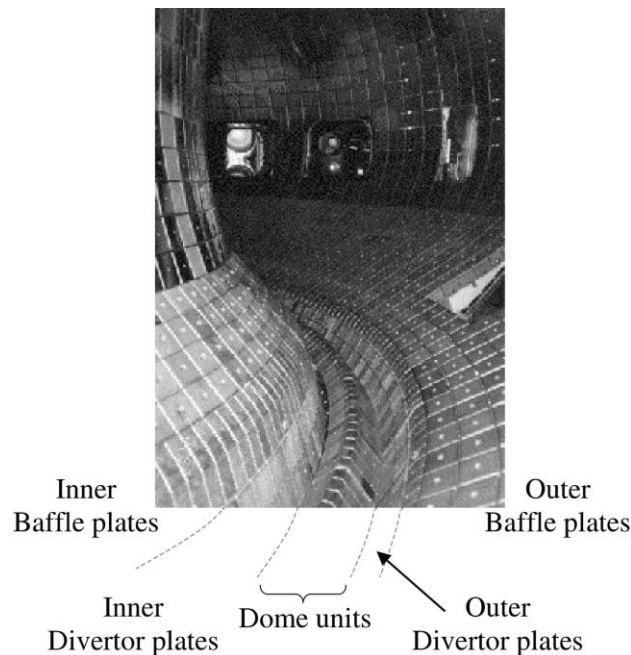 Inner
Baffle plates
Outer
Baffle plates
Inner
Divertor plates
Dome units
Outer
Divertor plates